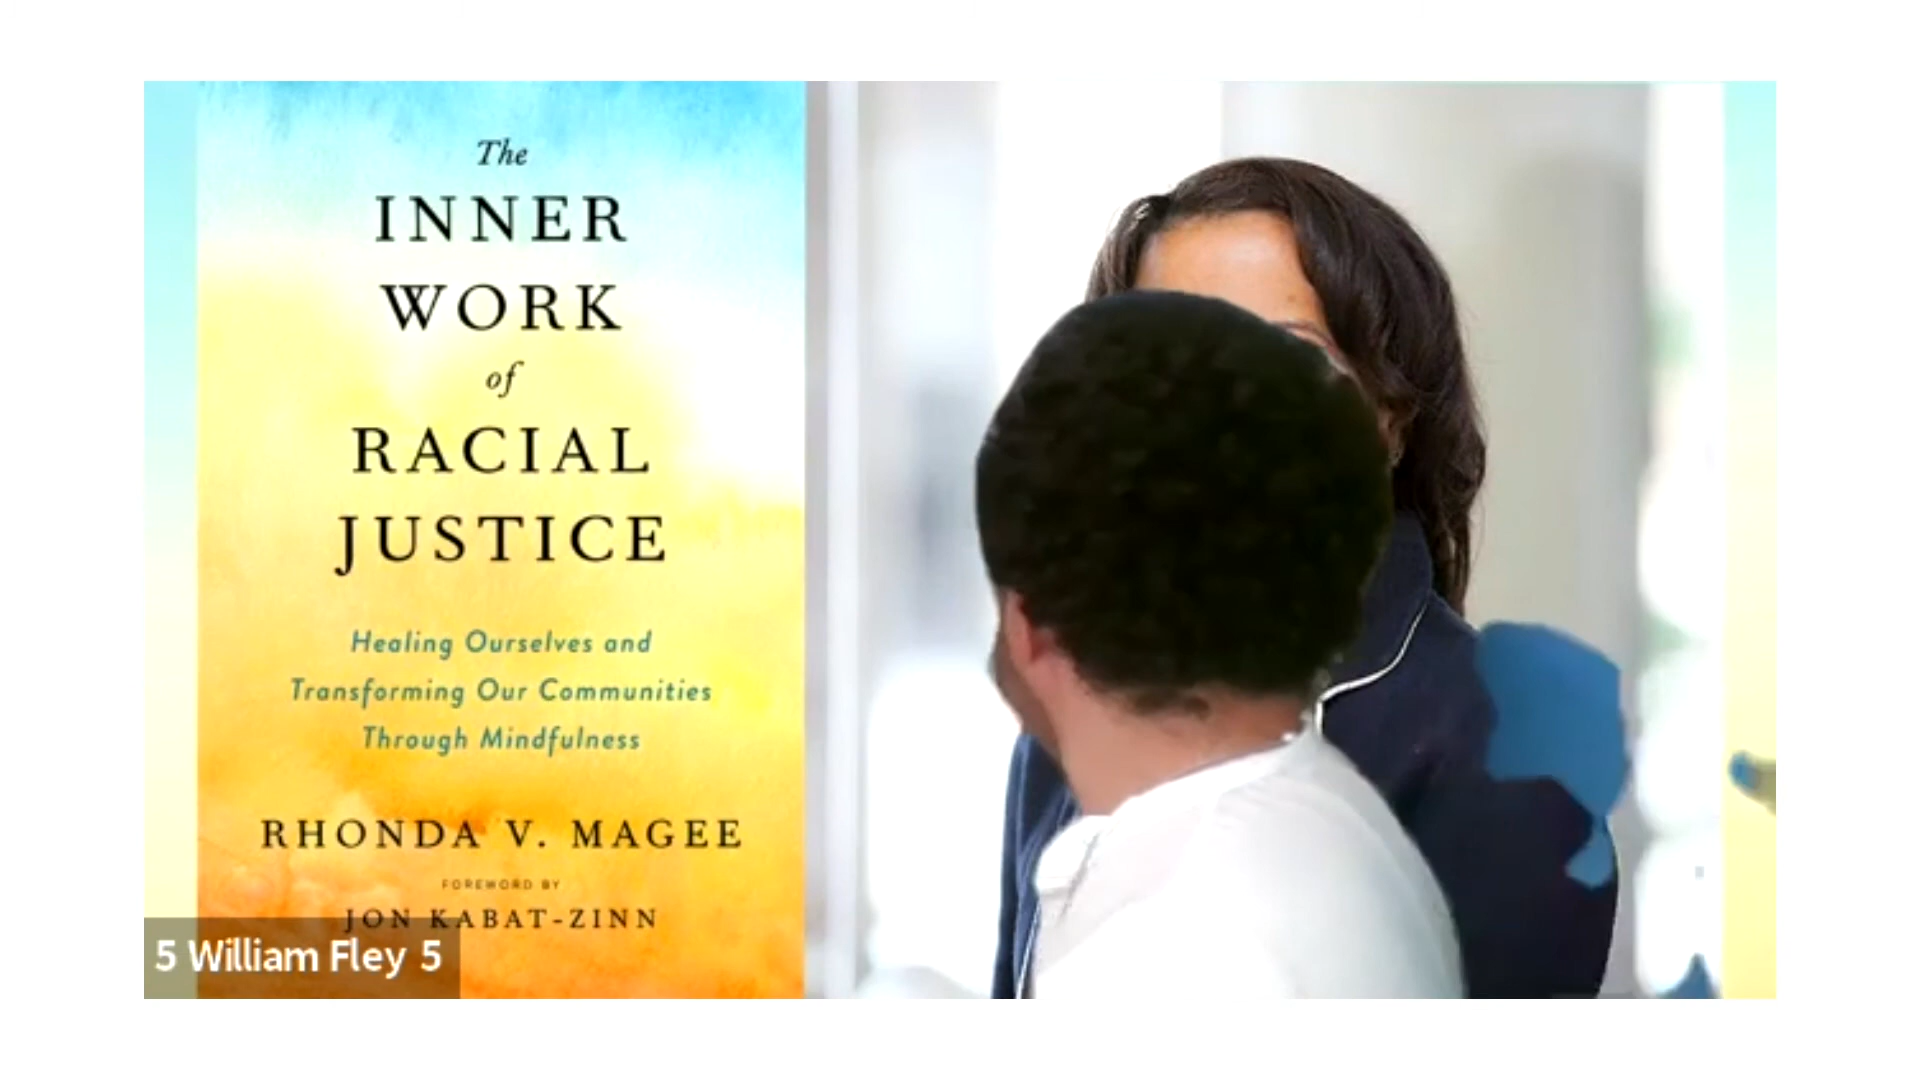 The
INNER
WORK
of
RACIAL
JUSTICE
Healing Ourselves and
Transforming Our Communities
Through Mindfulness
RHONDA V. MAGEE
FOREWORD BY
JON KABAT-ZINN
5 William Fley 5